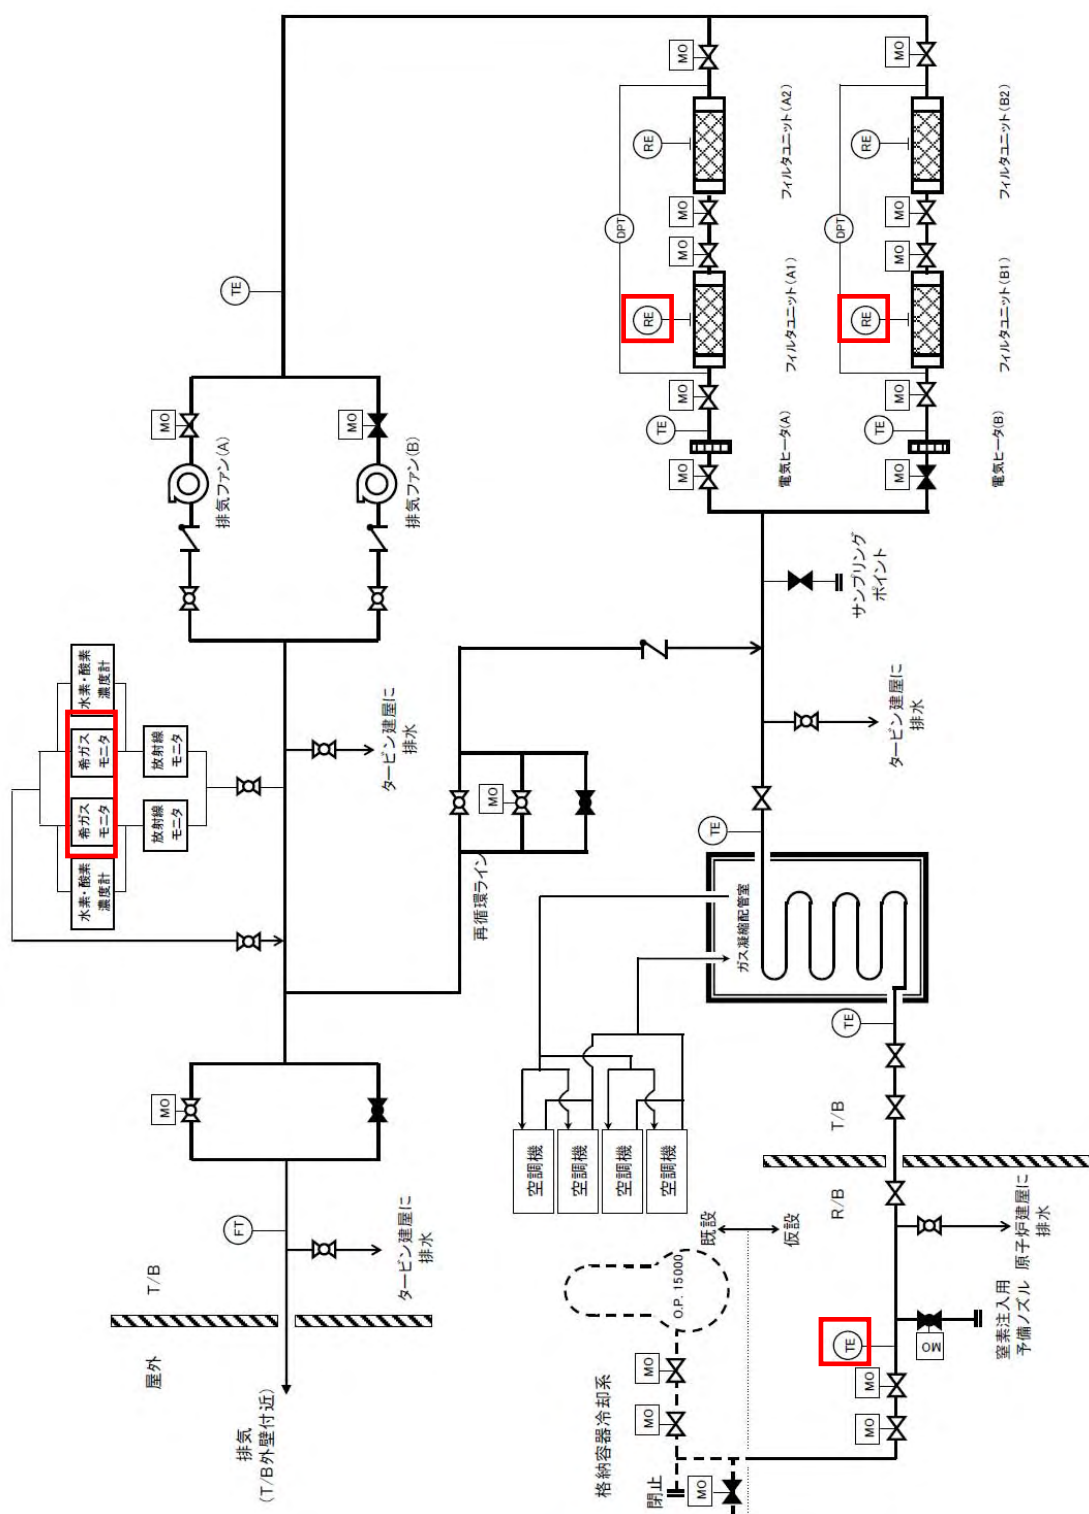 水素・酸素
濃度計
希ガス
モニタ
希ガス
モニタ
水素・酸素
濃度計
放射線
モニタ
放射線
モニタ
屋外
T/B
MO
MO
排気
(T/B外壁付近)
FT
排気ファン(A)
TE
MO
タービン建屋に
排水
タービン建屋に
排水
排気ファン(B)
再循環ライン
MO
空調機
空調機
空調機
空調機
格納容器冷却系
閉止
MO
MO
MO
O.P. 15000
既設
仮設
DPT
TE
RE
RE
MO
MO
MO
MO
MO
TE
ガス凝縮配管室
電気ヒータ(A)
フィルタユニット(A1)
フィルタユニット(A2)
R/B
T/B
TE
DPT
MO
MO
TE
タービン建屋に
排水
サンプリング
ポイント
TE
RE
RE
MO
MO
MO
MO
MO
MO
窒素注入用
予備ノズル
原子炉建屋に
排水
電気ヒータ(B)
フィルタユニット(B1)
フィルタユニット(B2)